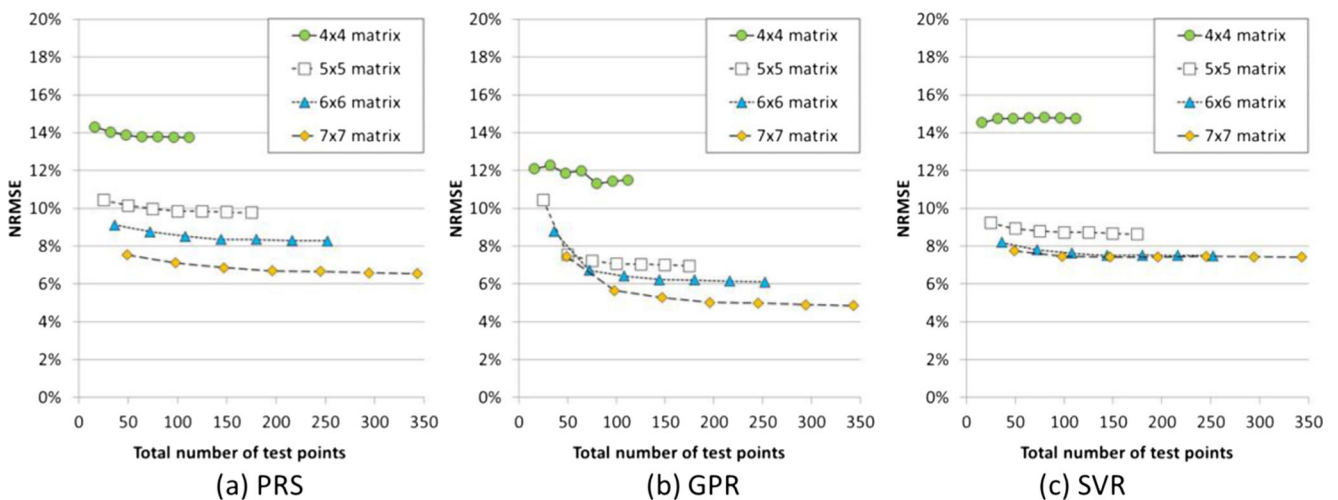 20%
18%
16%
14%
12%
10%
8%
6%
4%
2%
0%
NRMSE
4x4 matrix
5x5 matrix
6x6 matrix
7x7 matrix
0 50 100 150 200 250 300 350
Total number of test points
(a) PRS
20%
18%
16%
14%
12%
10%
8%
6%
4%
2%
0%
NRMSE
4x4 matrix
5x5 matrix
6x6 matrix
7x7 matrix
0 50 100 150 200 250 300 350
Total number of test points
(b) GPR
20%
18%
16%
14%
12%
10%
8%
6%
4%
2%
0%
NRMSE
4x4 matrix
5x5 matrix
6x6 matrix
7x7 matrix
0 50 100 150 200 250 300 350
Total number of test points
(c) SVR